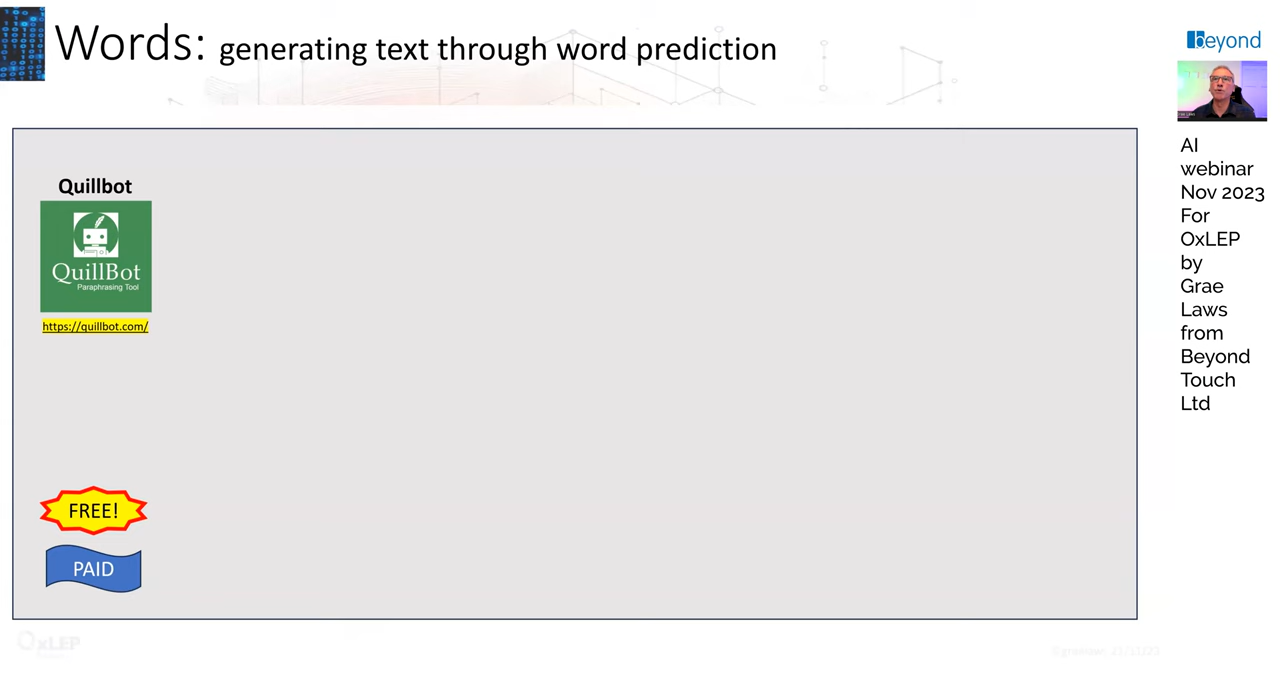 Words: generating text through word prediction
Quillbot
QuillBot
Paraphrasing Tool
https://quillbot.com/
FREE!
PAID
OxLEP
Beyond
AI
webinar
Nov 2023
For
OxLEP
by
Grae
Laws
from
Beyond
Touch
Ltd